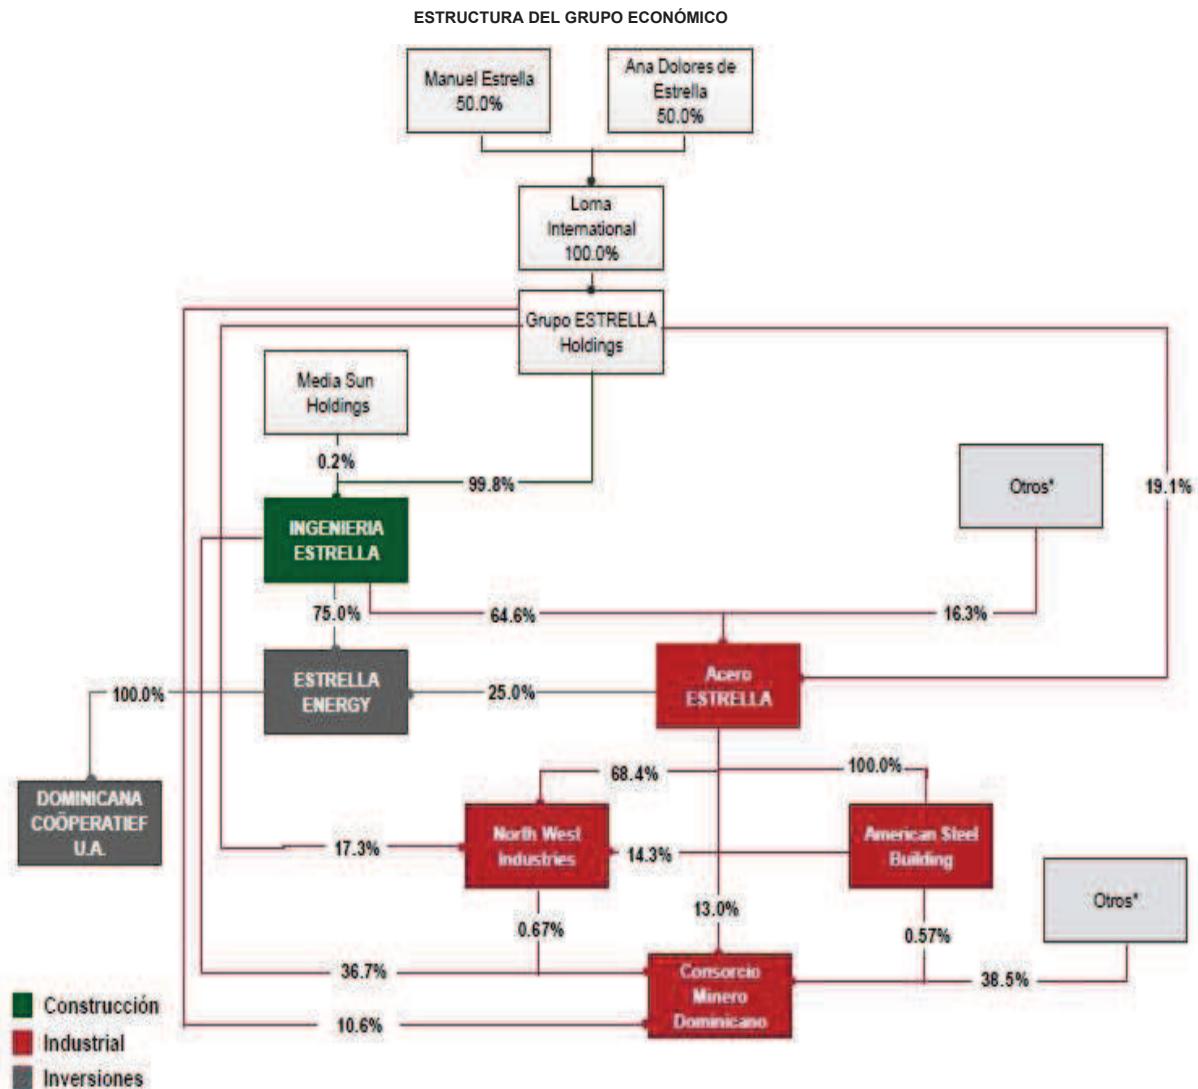 ESTRUCTURA DEL GRUPO ECONÓMICO
Manuel Estrella
50.0%
Ana Dolores de
Estrella
50.0%
Loma
International
100.0%
Grupo ESTRELLA
Holdings
Media Sun
Holdings
0.2%
99.8%
Otros*
19.1%
INGENIERIA
ESTRELLA
75.0%
64.6%
16.3%
ESTRELLA
ENERGY
100.0%
25.0%
Acero
ESTRELLA
68.4%
100.0%
DOMINICANA
COÖPERATIEF
U.A.
17.3%
North West
Industries
14.3%
American Steel
Building
Otros*
13.0%
0.67%
0.57%
36.7%
Consorcio
Minero
Dominicano
38.5%
10.6%
Construcción
Industrial
Inversiones